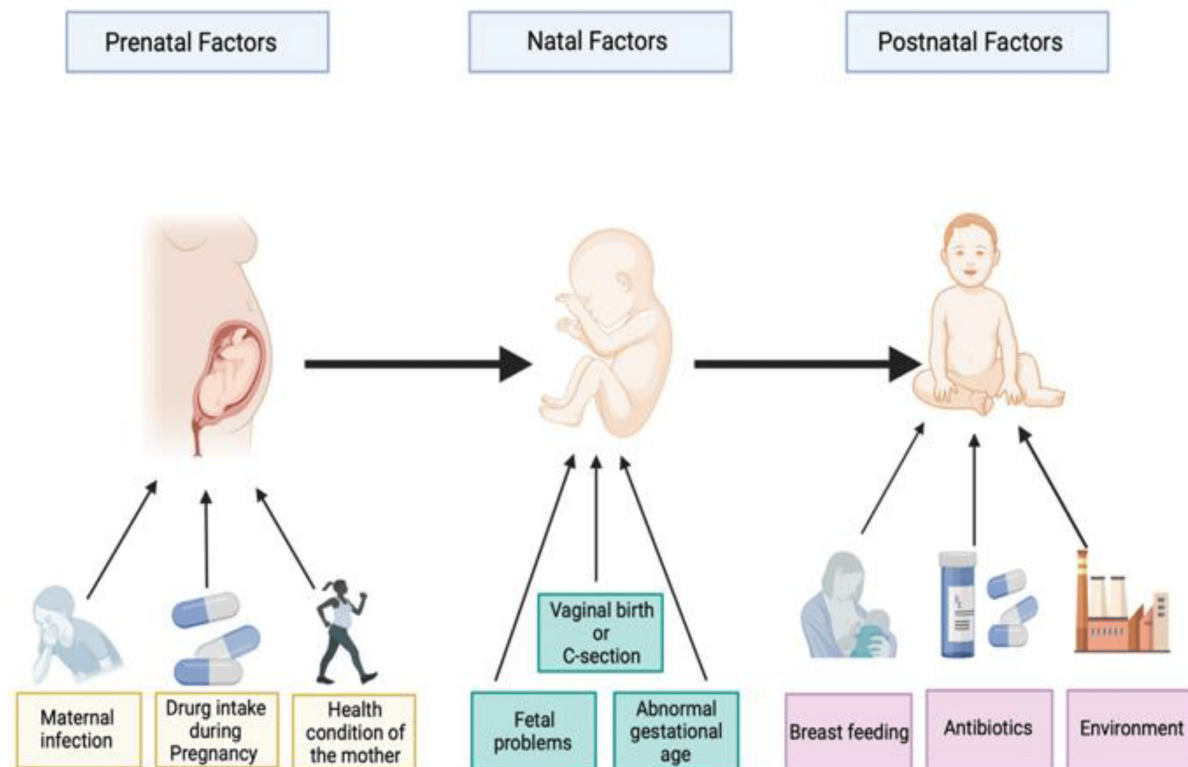 Prenatal Factors
Natal Factors
Postnatal Factors
Maternal
infection
Drurg intake
during
Pregnancy
Health
condition of
the mother
Vaginal birth
or
C-section
Fetal
problems
Abnormal
gestational
age
Breast feeding
Antibiotics
Environment